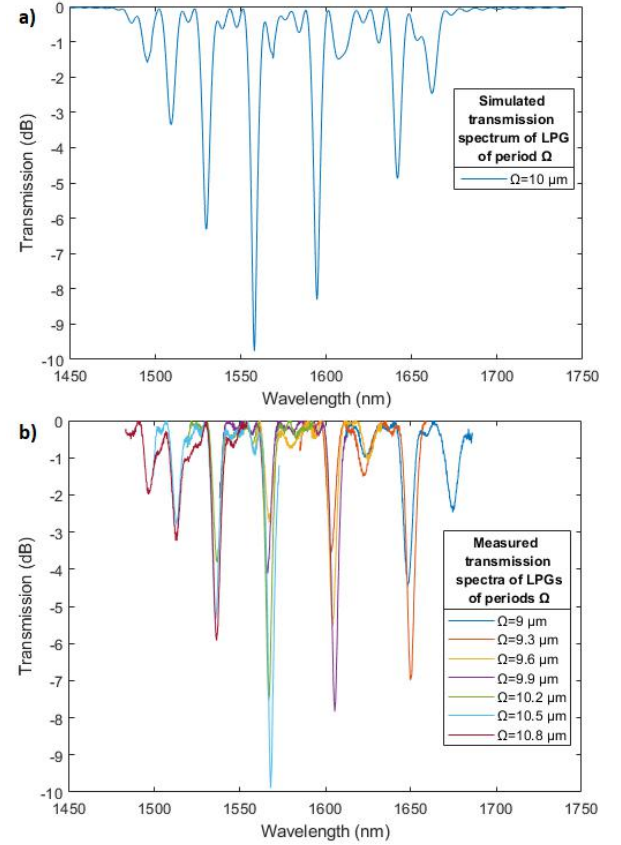 a)
0
-1
-2
-3
-4
-5
-6
-7
-8
-9
-10
Transmission (dB)
Simulated
transmission
spectrum of LPG
of period Ω
Ω=10 μm
1450 1500 1550 1600 1650 1700 1750
Wavelength (nm)
b)
0
-1
-2
-3
-4
-5
-6
-7
-8
-9
-10
Transmission (dB)
Measured
transmission
spectra of LPGs
of periods Ω
Ω=9 μm
Ω=9.3 μm
Ω=9.6 μm
Ω=9.9 μm
Ω=10.2 μm
Ω=10.5 μm
Ω=10.8 μm
1450 1500 1550 1600 1650 1700 1750
Wavelength (nm)